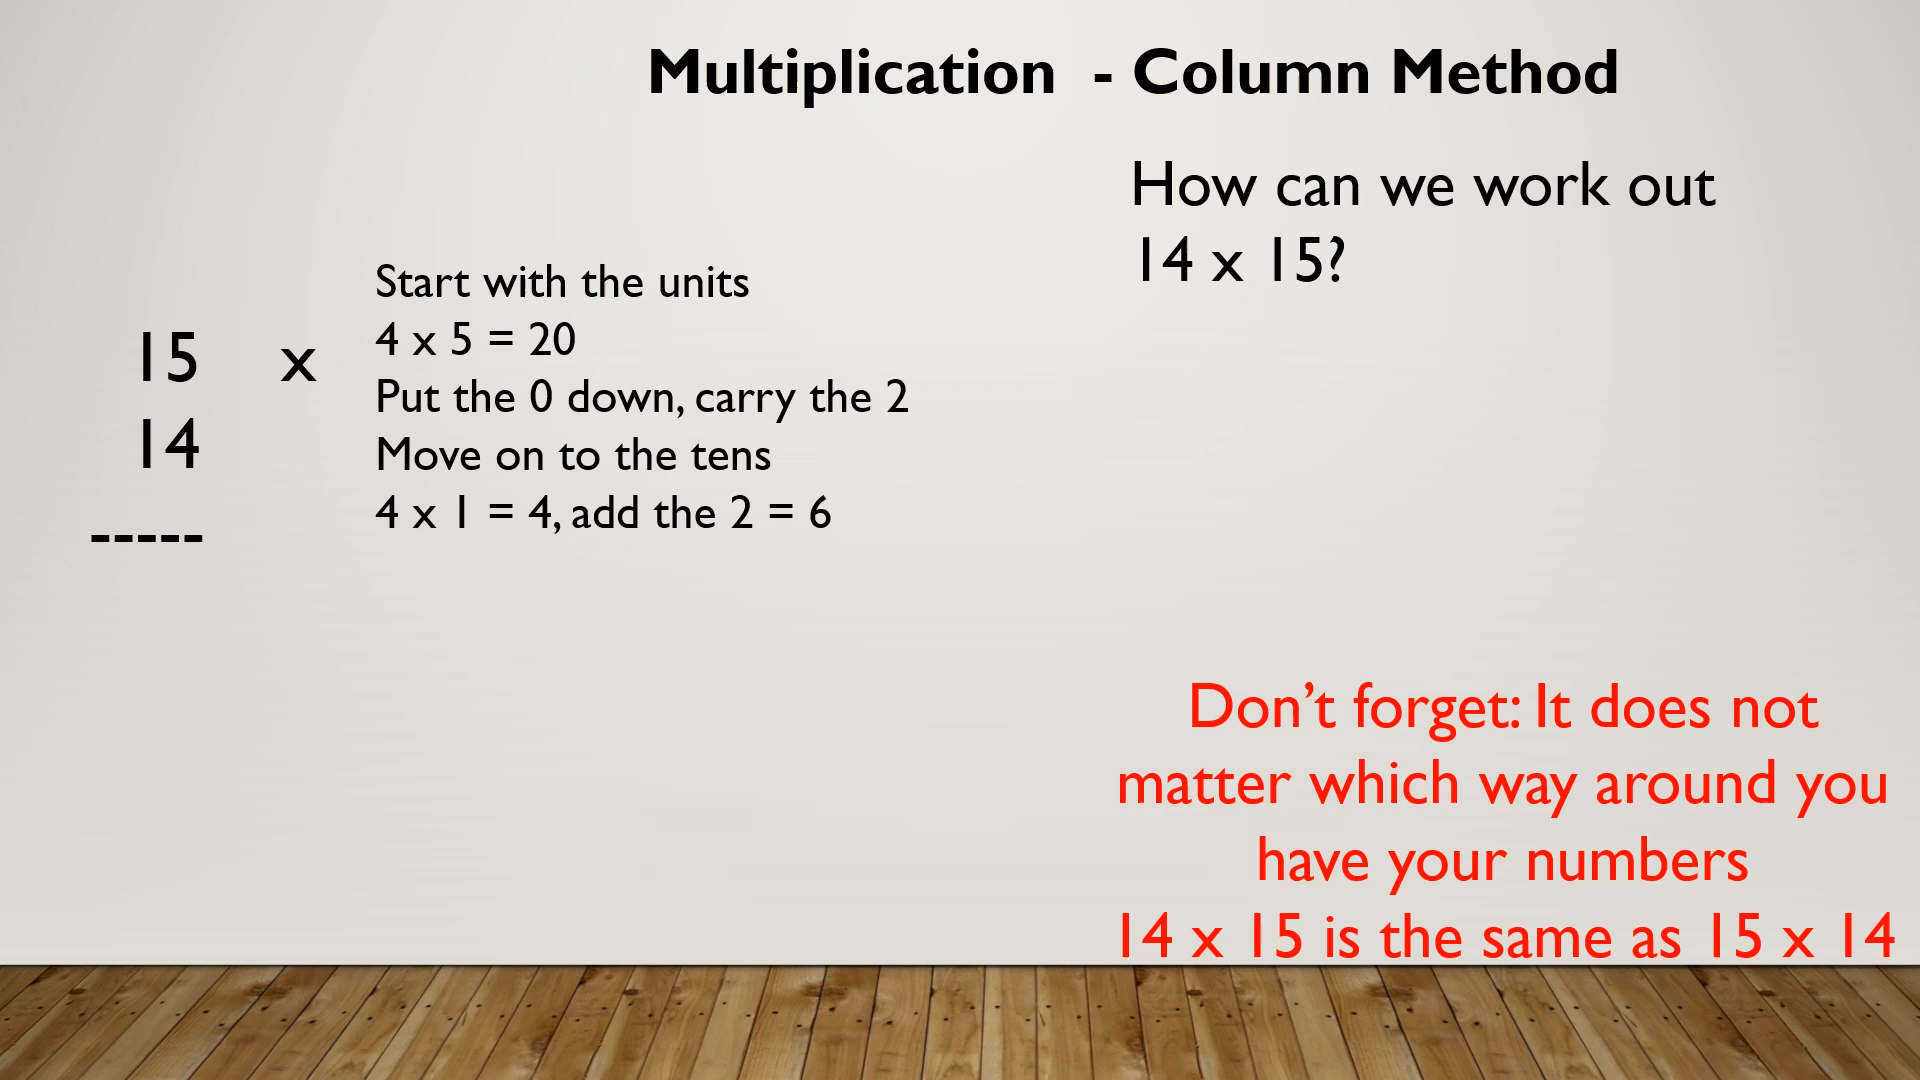 Multiplication  - Column Method
How can we work out
14 x 15?
Start with the units
4 x 5 = 20
Put the 0 down, carry the 2
Move on to the tens
4 x 1 = 4, add the 2 = 6
15 x
14
-----
Don’t forget: It does not
matter which way around you
have your numbers
14 x 15 is the same as 15 x 14